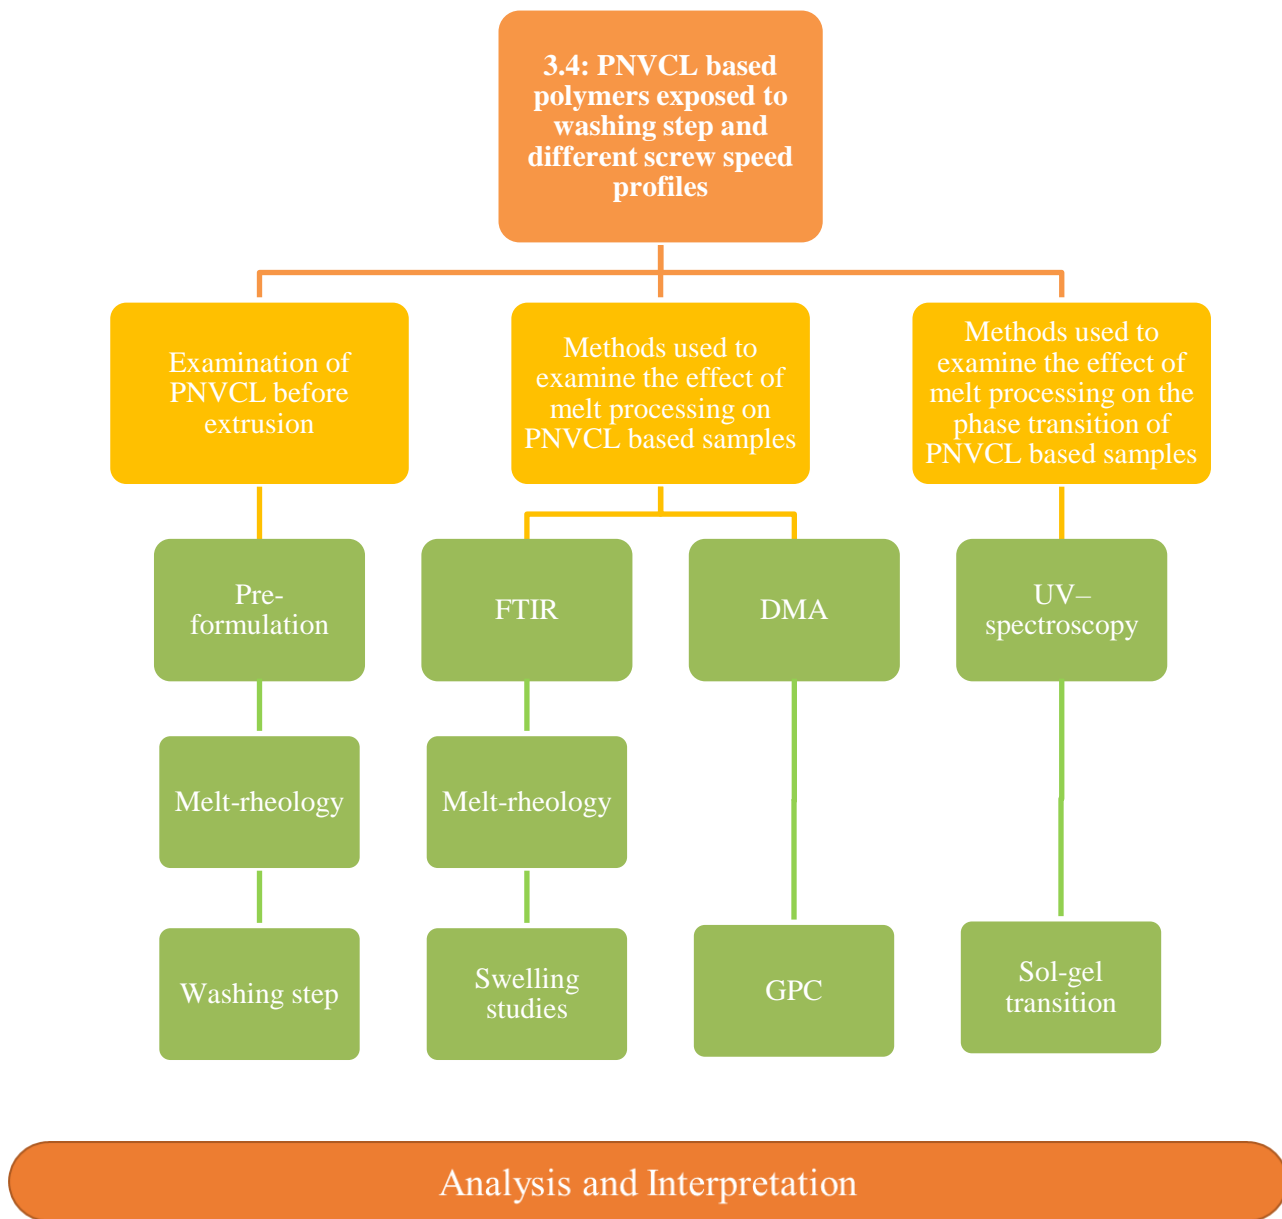 3.4: PNVCL based
polymers exposed to
washing step and
different screw speed
profiles
Examination of
PNVCL before
extrusion
Methods used to
examine the effect of
melt processing on
PNVCL based samples
Methods used to
examine the effect of
melt processing on the
phase transition of
PNVCL based samples
Pre-
formulation
FTIR
DMA
UV–
spectroscopy
Melt-rheology
Melt-rheology
Washing step
Swelling
studies
GPC
Sol-gel
transition
Analysis and Interpretation